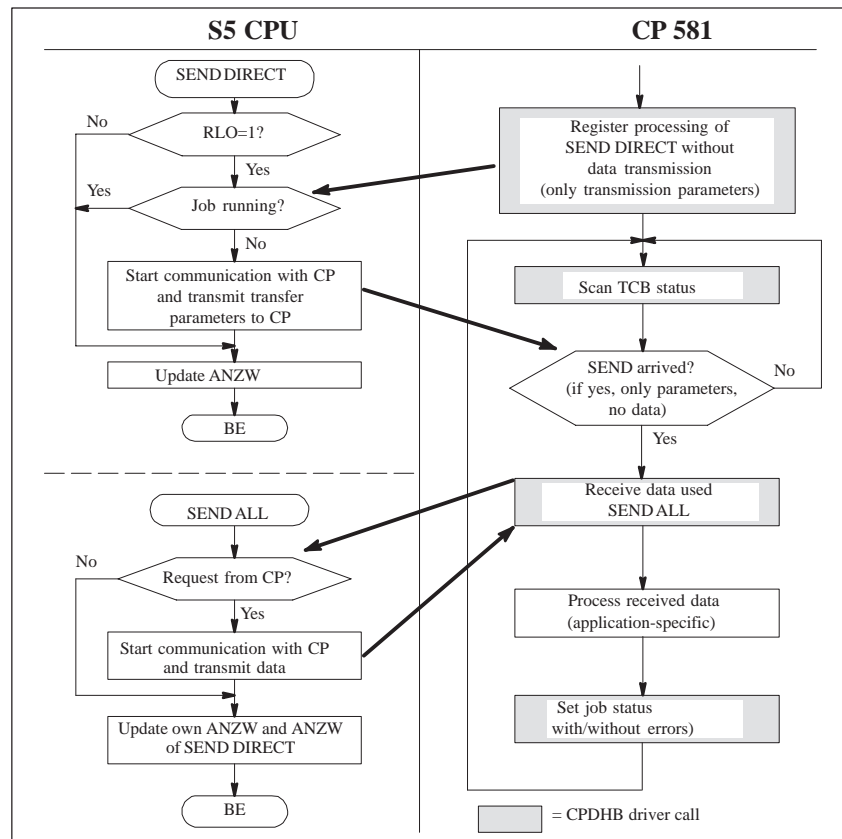 S5 CPU
SEND DIRECT
RLO=1?
No
Yes
Job running?
Yes
No
Start communication with CP
and transmit transfer
parameters to CP
Update ANZW
BE
SEND ALL
Request from CP?
No
Yes
Start communication with CP
and transmit data
Update own ANZW and ANZW
of SEND DIRECT
BE
CP 581
Register processing of
SEND DIRECT without
data transmission
(only transmission parameters)
Scan TCB status
SEND arrived?
(if yes, only parameters,
no data)
No
Yes
Receive data used
SEND ALL
Process received data
(application-specific)
Set job status
with/without errors)
= CPDHB driver call